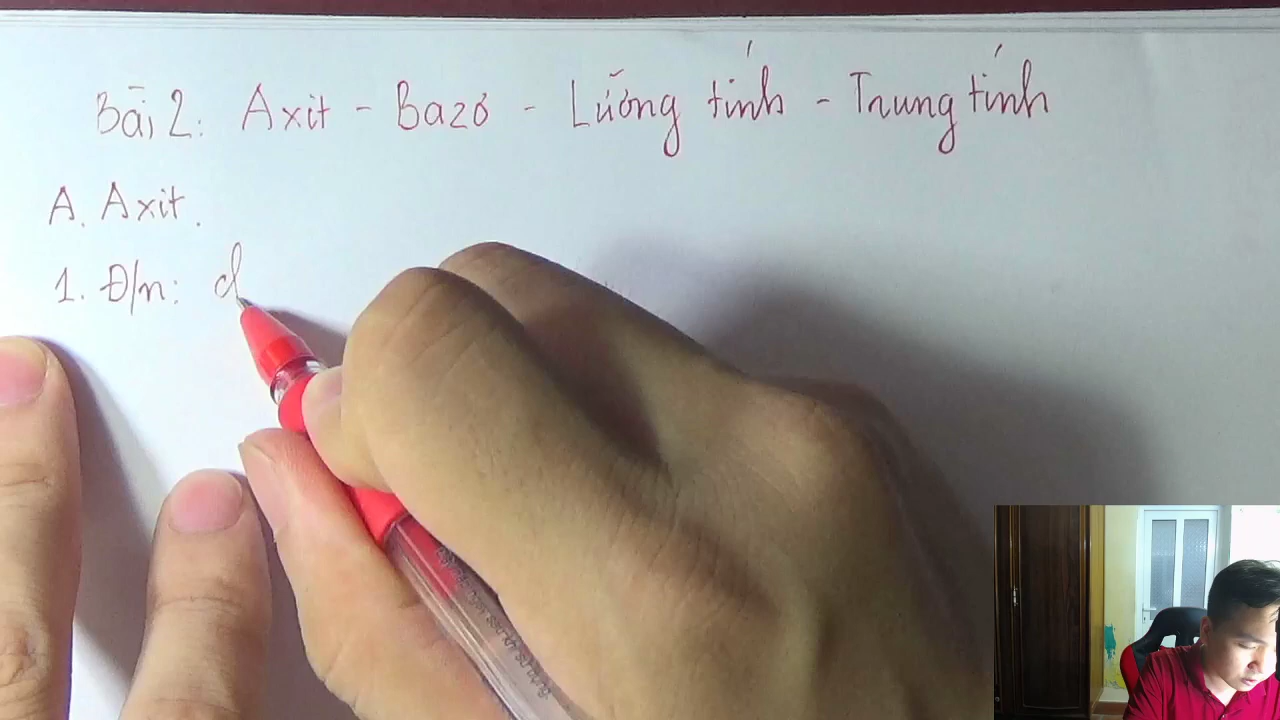 Bài 2: Axit - Bazơ - Lưỡng tính - Trung tính
A. Axit.
1. Đ/n: d